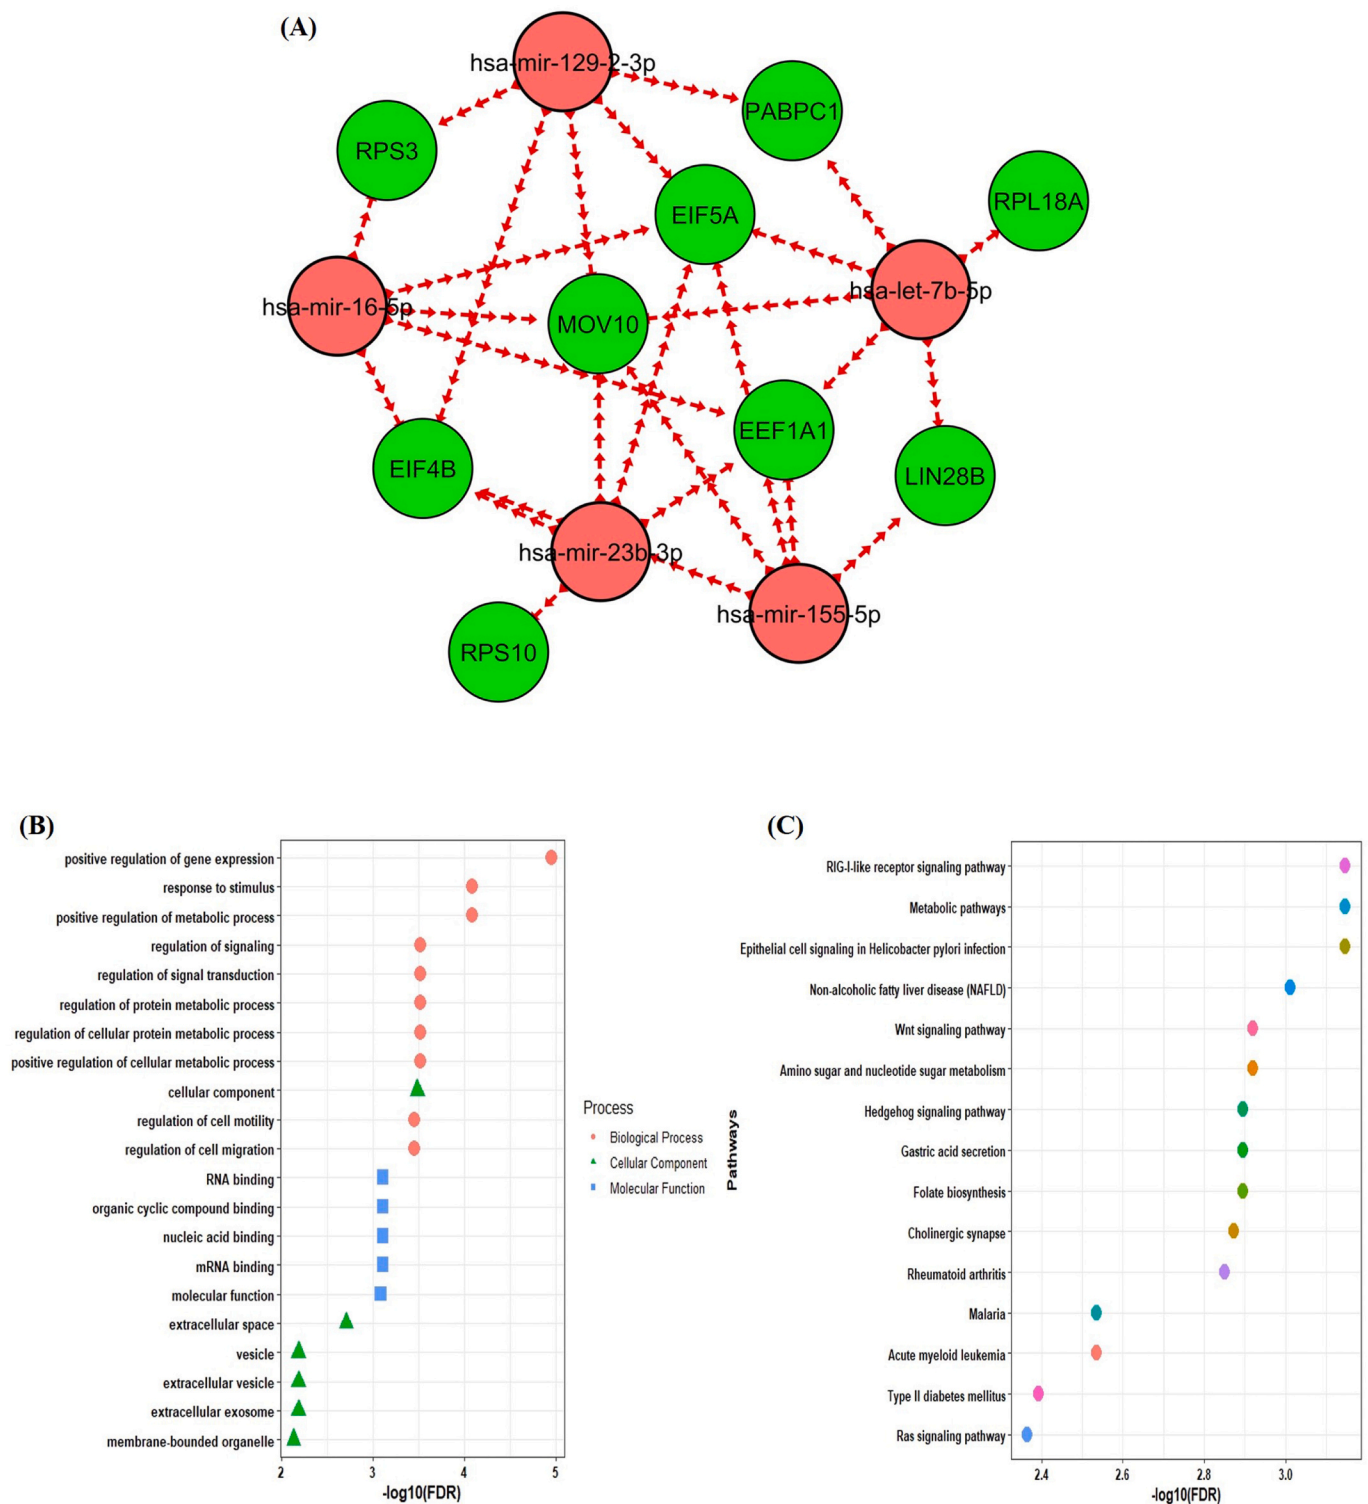 (A)
hsa-mir-129-2-3p
PABPC1
RPS3
RPL18A
EIF5A
hsa-let-7b-5p
hsa-mir-16-5p
MOV10
EEF1A1
EIF4B
LIN28B
hsa-mir-23b-3p
hsa-mir-155-5p
RPS10
(B)
positive regulation of gene expression
response to stimulus
positive regulation of metabolic process
regulation of signaling
regulation of signal transduction
regulation of protein metabolic process
regulation of cellular protein metabolic process
positive regulation of cellular metabolic process
cellular component
regulation of cell motility
regulation of cell migration
RNA binding
organic cyclic compound binding
nucleic acid binding
mRNA binding
molecular function
extracellular space
vesicle
extracellular vesicle
extracellular exosome
membrane-bounded organelle
2 3 4 5
-log10(FDR)
Process
Biological Process
Cellular Component
Molecular Function
(C)
Pathways
RIG-I-like receptor signaling pathway
Metabolic pathways
Epithelial cell signaling in Helicobacter pylori infection
Non-alcoholic fatty liver disease (NAFLD)
Wnt signaling pathway
Amino sugar and nucleotide sugar metabolism
Hedgehog signaling pathway
Gastric acid secretion
Folate biosynthesis
Cholinergic synapse
Rheumatoid arthritis
Malaria
Acute myeloid leukemia
Type II diabetes mellitus
Ras signaling pathway
2.4 2.6 2.8 3.0
-log10(FDR)